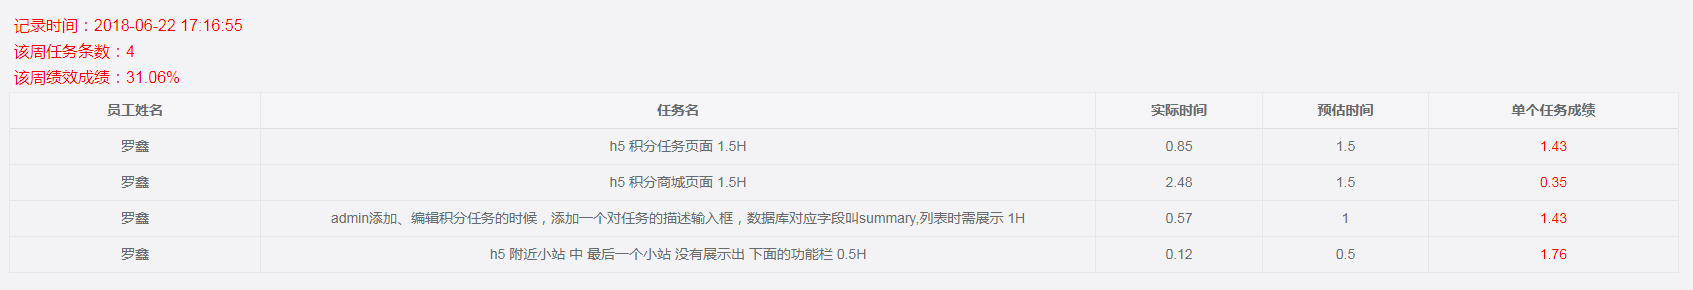 记录时间：2018-06-22 17:16:55
该周任务条数：4
该周绩效成绩：31.06%
员工姓名 任务名 实际时间 预估时间 单个任务成绩
罗鑫 h5 积分任务页面 1.5H 0.85 1.5 1.43
罗鑫 h5 积分商城页面 1.5H 2.48 1.5 0.35
罗鑫 admin添加、编辑积分任务的时候，添加一个对任务的描述输入框，数据库对应字段叫summary,列表时需展示 1H 0.57 1 1.43
罗鑫 h5 附近小站 中 最后一个小站 没有展示出 下面的功能栏 0.5H 0.12 0.5 1.76